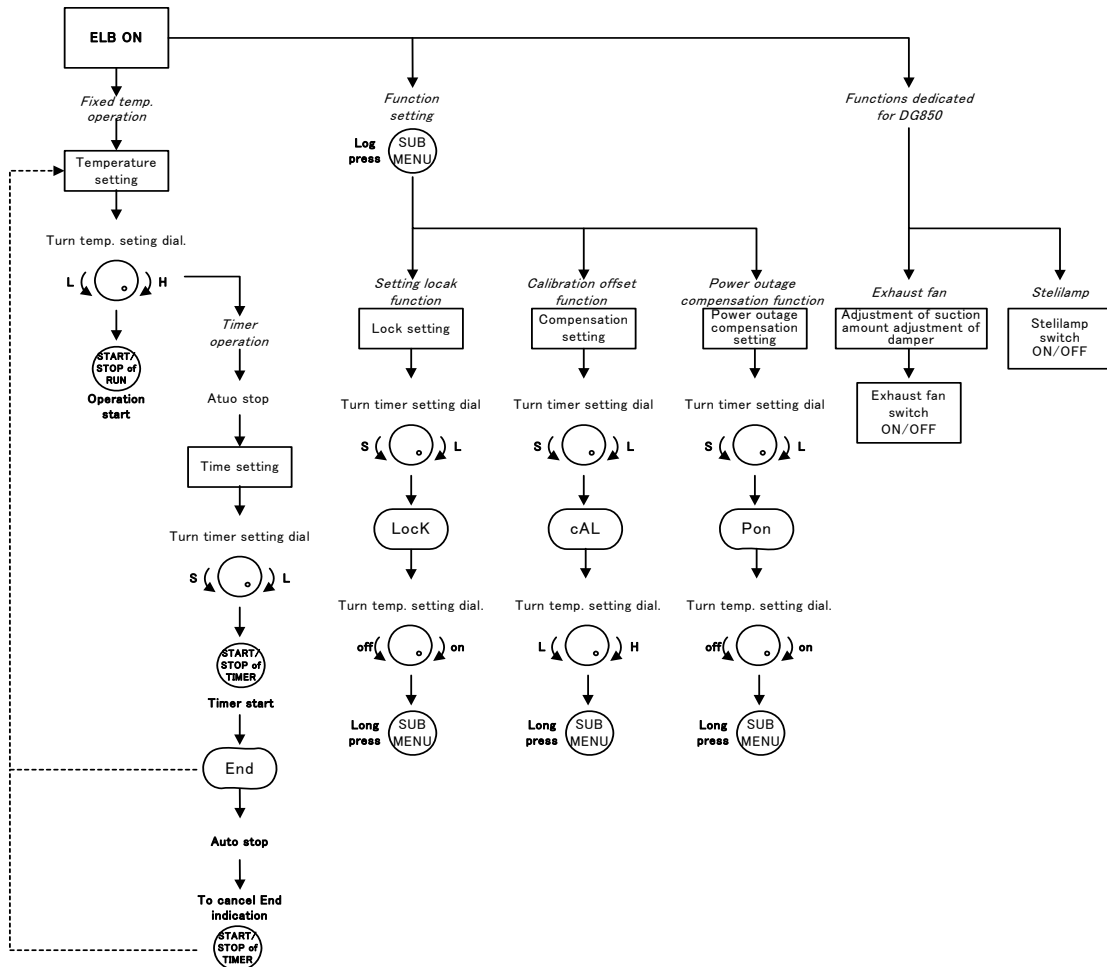 ELB ON
Fixed temp.
operation
Temperature
setting
Turn temp. seting dial.
L
H
START/
STOP of
RUN
Operation
start
Timer
operation
Atuo stop
Time setting
Turn timer setting dial
S
L
START/
STOP of
TIMER
Timer start
End
Auto stop
To cancel End
indication
START/
STOP of
TIMER
Function
setting
Log
press
SUB
MENU
Setting locak
function
Lock setting
Turn timer setting dial
S
L
LocK
Turn temp. setting dial.
off
on
Long
press
SUB
MENU
Calibration offset
function
Compensation
setting
Turn timer setting dial
S
L
cAL
Turn temp. setting dial.
L
H
Long
press
SUB
MENU
Power outage
compensation function
Power outage
compensation
setting
Turn timer setting dial
S
L
Pon
Turn temp. setting dial.
off
on
Long
press
SUB
MENU
Functions dedicated
for DG850
Exhaust fan
Adjustment of suction
amount adjustment of
damper
Exhaust fan
switch
ON/OFF
Stelilamp
Stelilamp
switch
ON/OFF